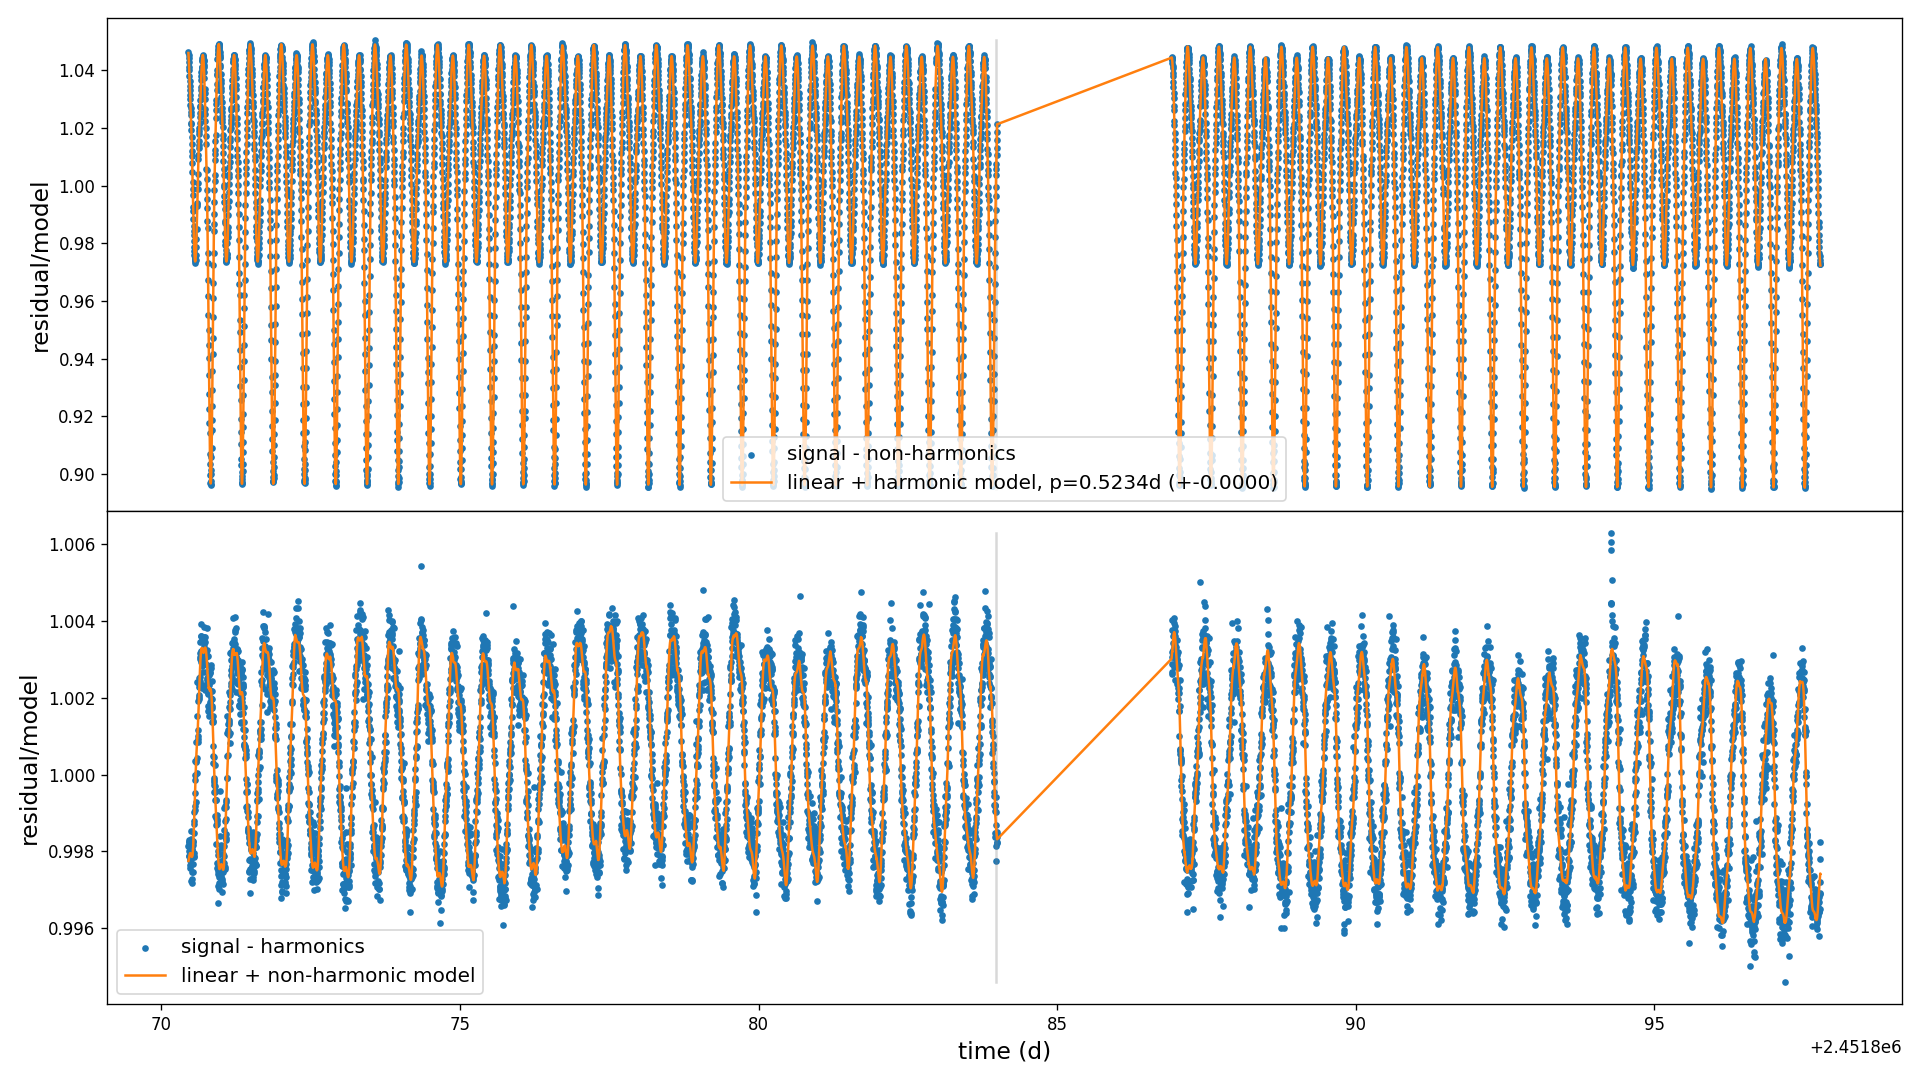 1.04
1.02
1.00
0.98
0.96
0.94
0.92
0.90
residual/model
signal - non-harmonics
linear + harmonic model, p=0.5234d (+-0.0000)
1.006
1.004
1.002
1.000
0.998
0.996
residual/model
signal - harmonics
linear + non-harmonic model
70
75
80
85
90
95
time (d)
+2.4518e6